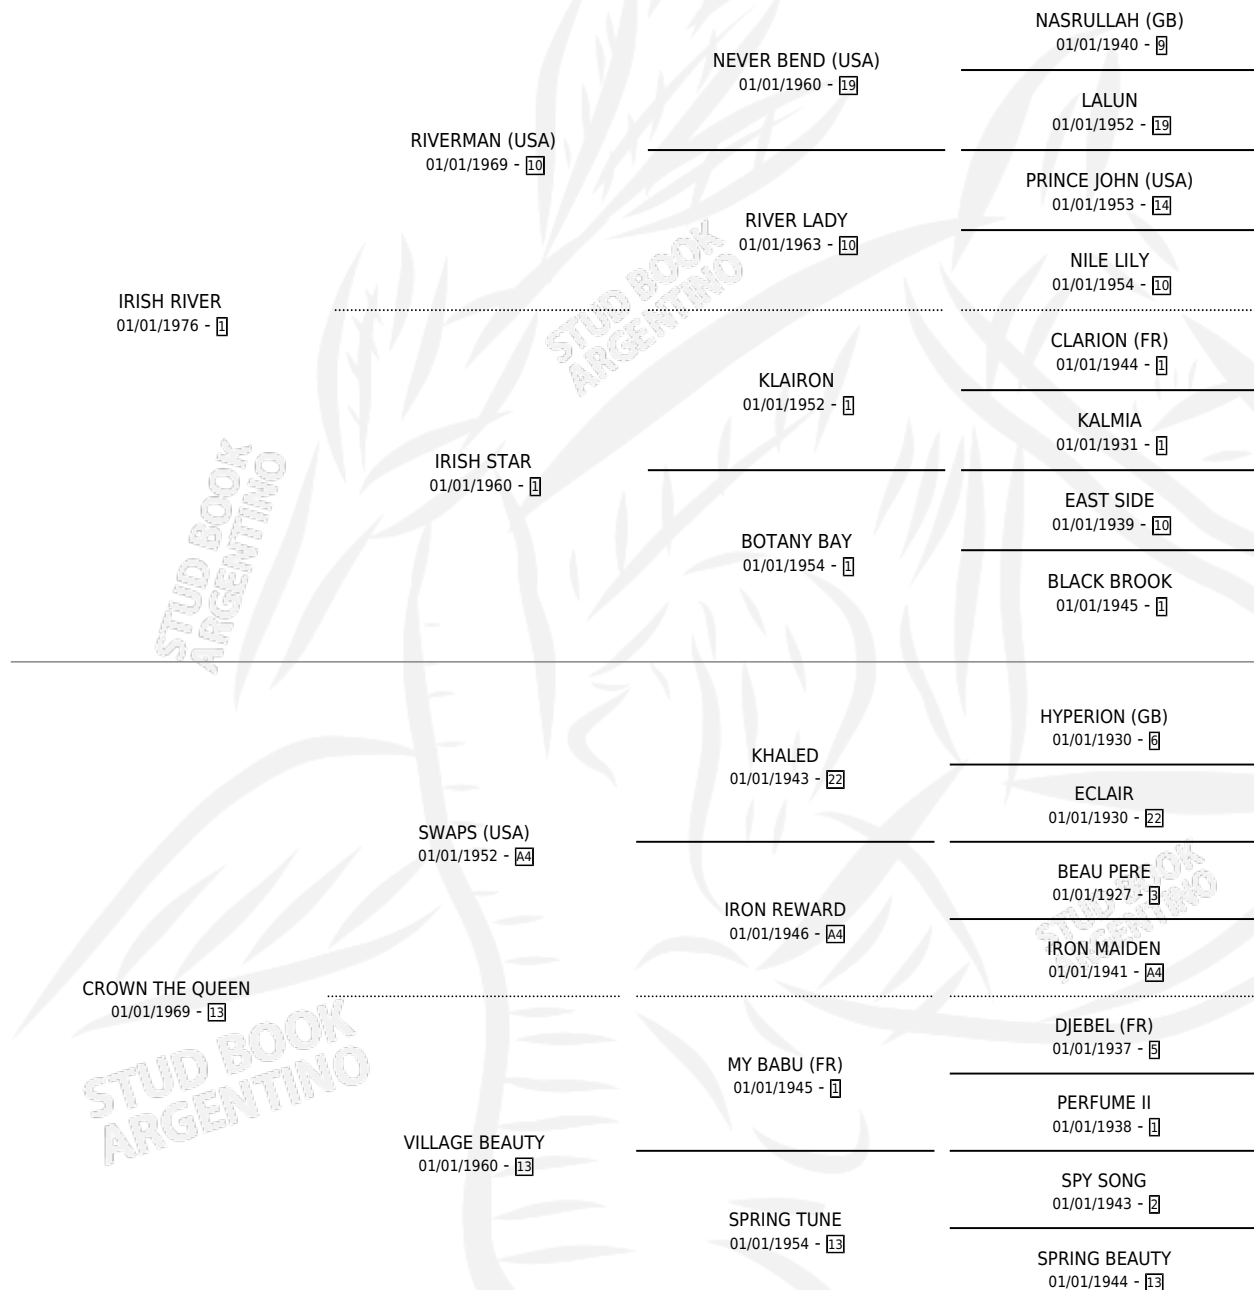 NASRULLAH (GB)
01/01/1940 - 9
NEVER BEND (USA)
01/01/1960 - 19
LALUN
01/01/1952 - 19
RIVERMAN (USA)
01/01/1969 - 10
PRINCE JOHN (USA)
01/01/1953 - 14
RIVER LADY
01/01/1963 - 10
NILE LILY
01/01/1954 - 10
IRISH RIVER
01/01/1976 - 1
STUD BOOK
ARGENTINO
CLARION (FR)
01/01/1944 - 1
KLAIRON
01/01/1952 - 1
KALMIA
01/01/1931 - 1
IRISH STAR
01/01/1960 - 1
EAST SIDE
01/01/1939 - 10
BOTANY BAY
01/01/1954 - 1
BLACK BROOK
01/01/1945 - 1
STUD BOOK
ARGENTINO
HYPERION (GB)
01/01/1930 - 6
KHALED
01/01/1943 - 22
ECLAIR
01/01/1930 - 22
SWAPS (USA)
01/01/1952 - A4
BEAU PERE
01/01/1927 - 3
IRON REWARD
01/01/1946 - A4
STUD BOOK
ARGENTINO
IRON MAIDEN
01/01/1941 - A4
CROWN THE QUEEN
01/01/1969 - 13
DJEBEL (FR)
01/01/1937 - 5
MY BABU (FR)
01/01/1945 - 1
STUD BOOK
ARGENTINO
PERFUME II
01/01/1938 - 1
VILLAGE BEAUTY
01/01/1960 - 13
SPY SONG
01/01/1943 - 2
SPRING TUNE
01/01/1954 - 13
SPRING BEAUTY
01/01/1944 - 13